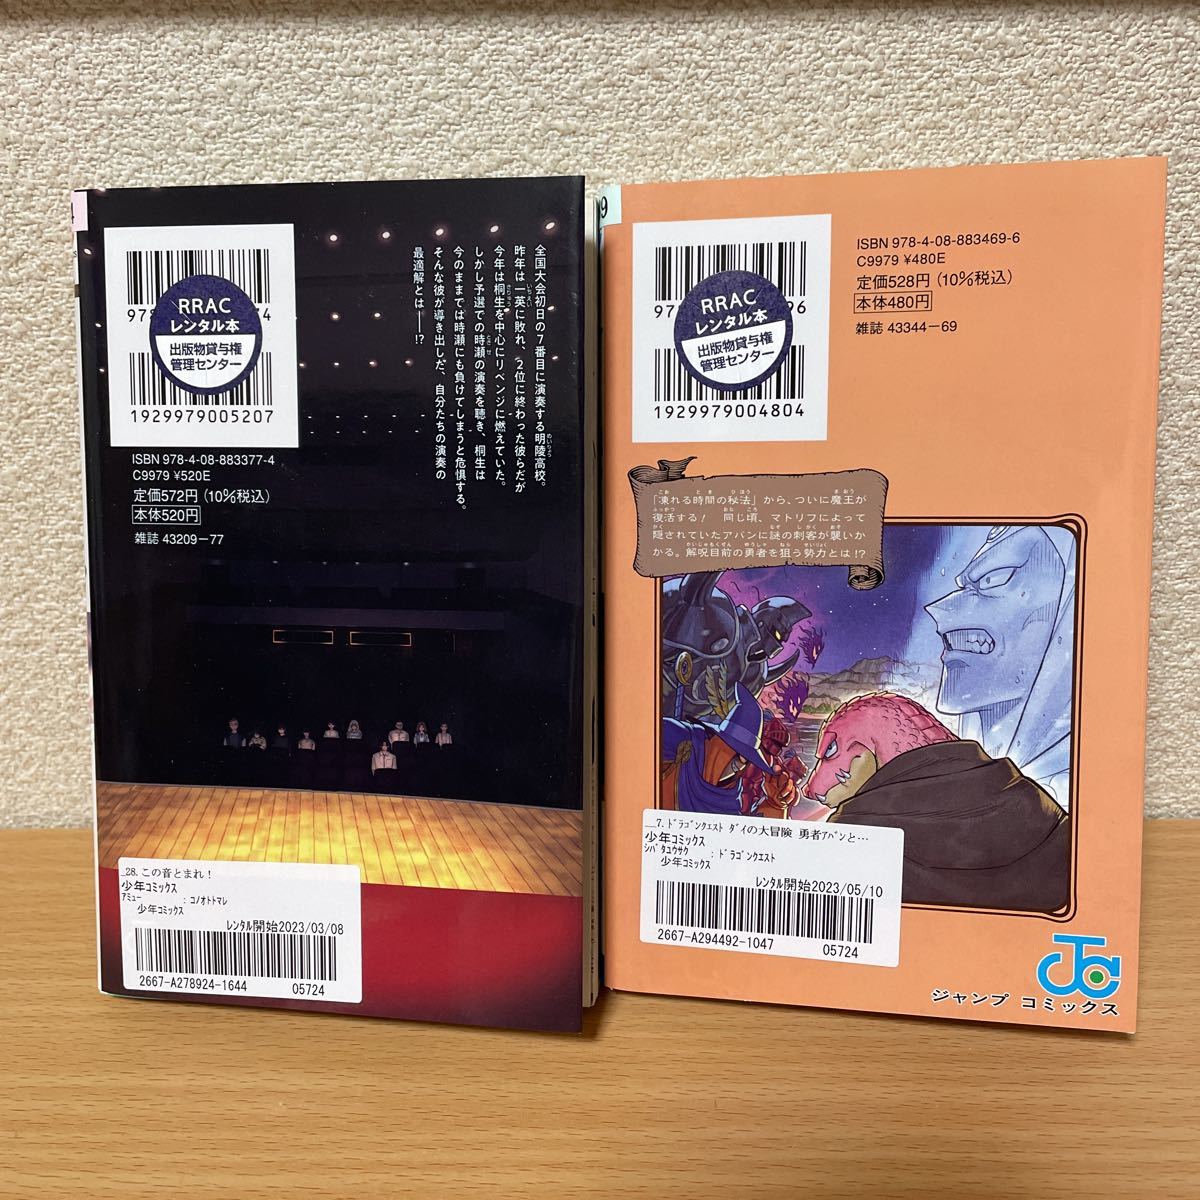 RRAC
レンタル本
出版物貸与権
管理センター
1929979005207
ISBN 978-4-08-883377-4
C9979 ¥520E
定価572円(10%税込)
本体520円
雑誌 43209-77
全国大会初日の7番目に演奏する明陵高校。
昨年は一英に敗れ、2位に終わった彼らだが
今年は桐生を中心にリベンジに燃えていた。
しかし予選での時瀬の演奏を聴き、桐生は
今のままでは時瀬にも負けてしまうと危惧する。
そんな彼が導き出した、自分たちの演奏の
最適解とは——!?
_28.この音とまれ!
少年コミックス
アミュー : コノオトトマレ
少年コミックス
レンタル開始2023/03/08
2667-A278924-1644 05724
9
RRAC
レンタル本
出版物貸与権
管理センター
96
1929979004804
ISBN 978-4-08-883469-6
C9979 ¥480E
定価528円(10%税込)
本体480円
雑誌 43344-69
「凍れる時間の秘法」から、ついに魔王が
復活する! 同じ頃、マトリフによって
隠されていたアバンに謎の刺客が襲いか
かる。解呪目前の勇者を狙う勢力とは!?
__7.ドラゴンクエスト ダイの大冒険 勇者アバンと…
少年コミックス
シバタユウサク : ドラゴンクエスト
少年コミックス
レンタル開始2023/05/10
2667-A294492-1047 05724
JC
ジャンプ コミックス